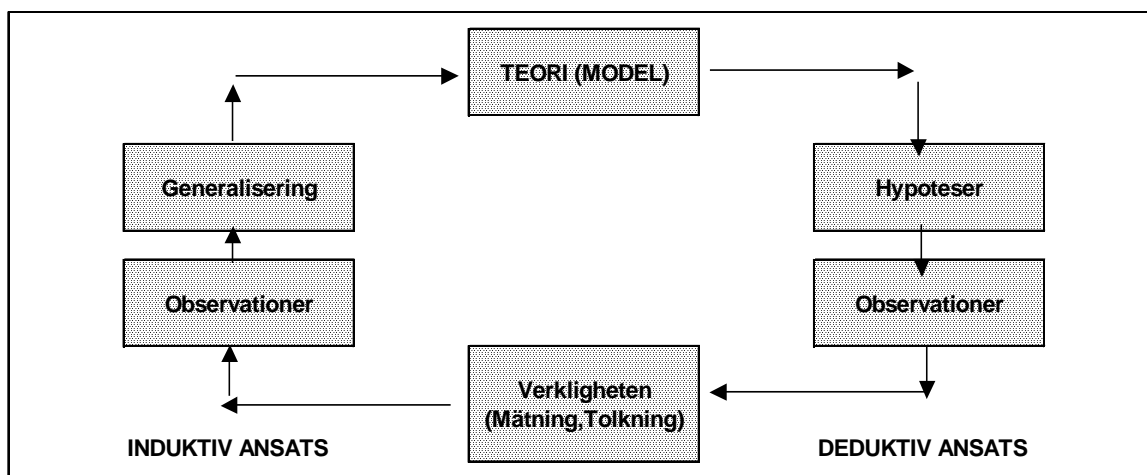 TEORI (MODEL)
Generalisering
Hypoteser
Observationer
Observationer
Verkligheten
(Mätning,Tolkning)
INDUKTIV ANSATS
DEDUKTIV ANSATS